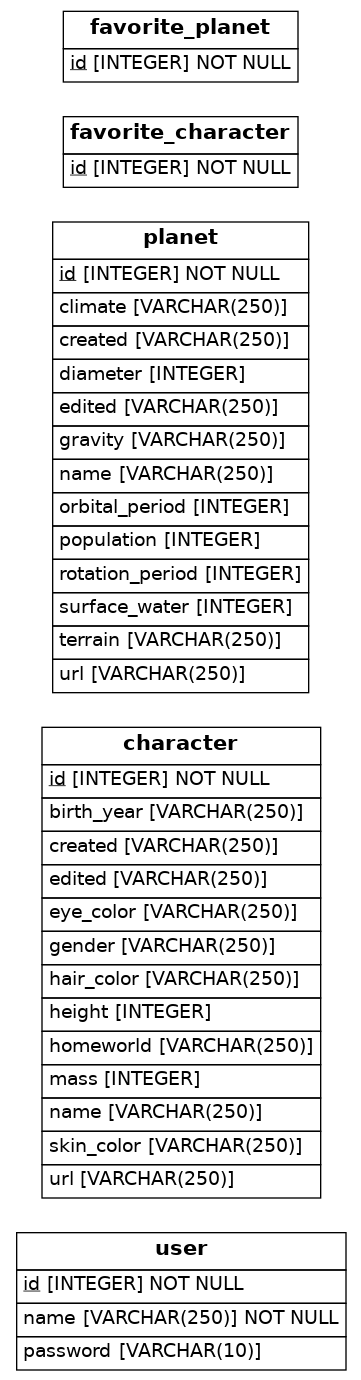 favorite_planet
id [INTEGER] NOT NULL
favorite_character
id [INTEGER] NOT NULL
planet
id [INTEGER] NOT NULL
climate [VARCHAR(250)]
created [VARCHAR(250)]
diameter [INTEGER]
edited [VARCHAR(250)]
gravity [VARCHAR(250)]
name [VARCHAR(250)]
orbital_period [INTEGER]
population [INTEGER]
rotation_period [INTEGER]
surface_water [INTEGER]
terrain [VARCHAR(250)]
url [VARCHAR(250)]
character
id [INTEGER] NOT NULL
birth_year [VARCHAR(250)]
created [VARCHAR(250)]
edited [VARCHAR(250)]
eye_color [VARCHAR(250)]
gender [VARCHAR(250)]
hair_color [VARCHAR(250)]
height [INTEGER]
homeworld [VARCHAR(250)]
mass [INTEGER]
name [VARCHAR(250)]
skin_color [VARCHAR(250)]
url [VARCHAR(250)]
user
id [INTEGER] NOT NULL
name [VARCHAR(250)] NOT NULL
password [VARCHAR(10)]